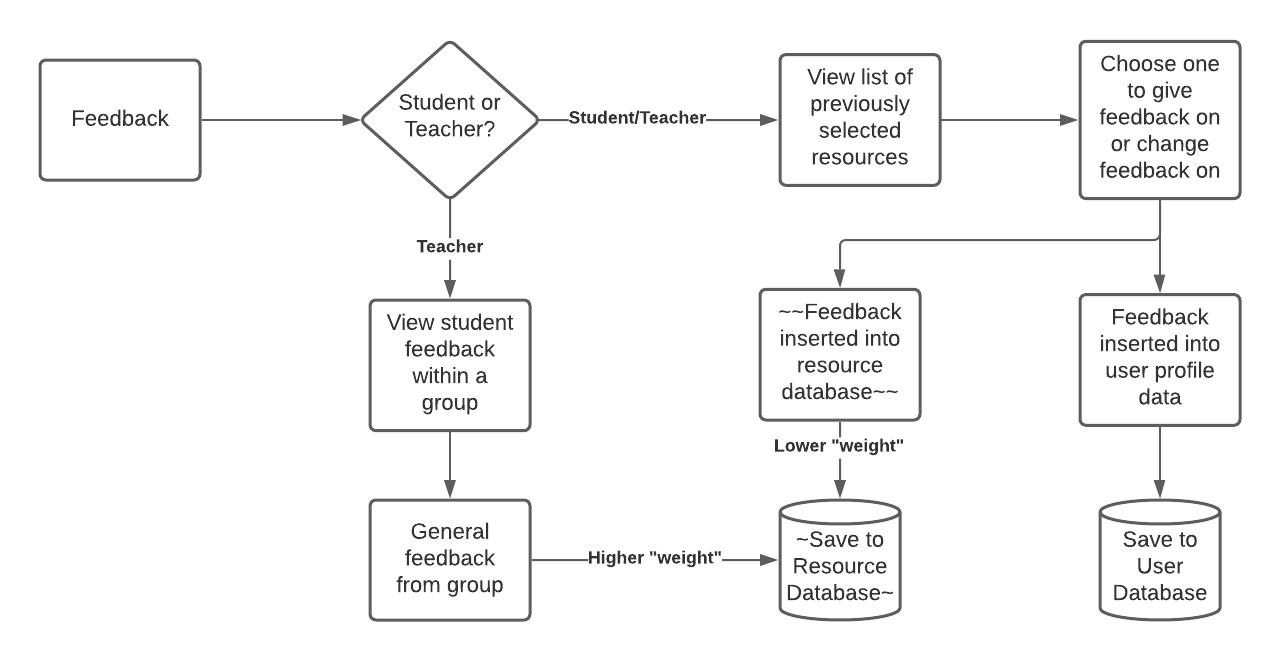 Feedback
Student or
Teacher?
Student/Teacher
View list of
previously
selected
resources
Choose one
to give
feedback on
or change
feedback on
Teacher
View student
feedback
within a
group
~~Feedback
inserted into
resource
database~~
Feedback
inserted into
user profile
data
Lower "weight"
General
feedback
from group
Higher "weight"
~Save to
Resource
Database~
Save to
User
Database